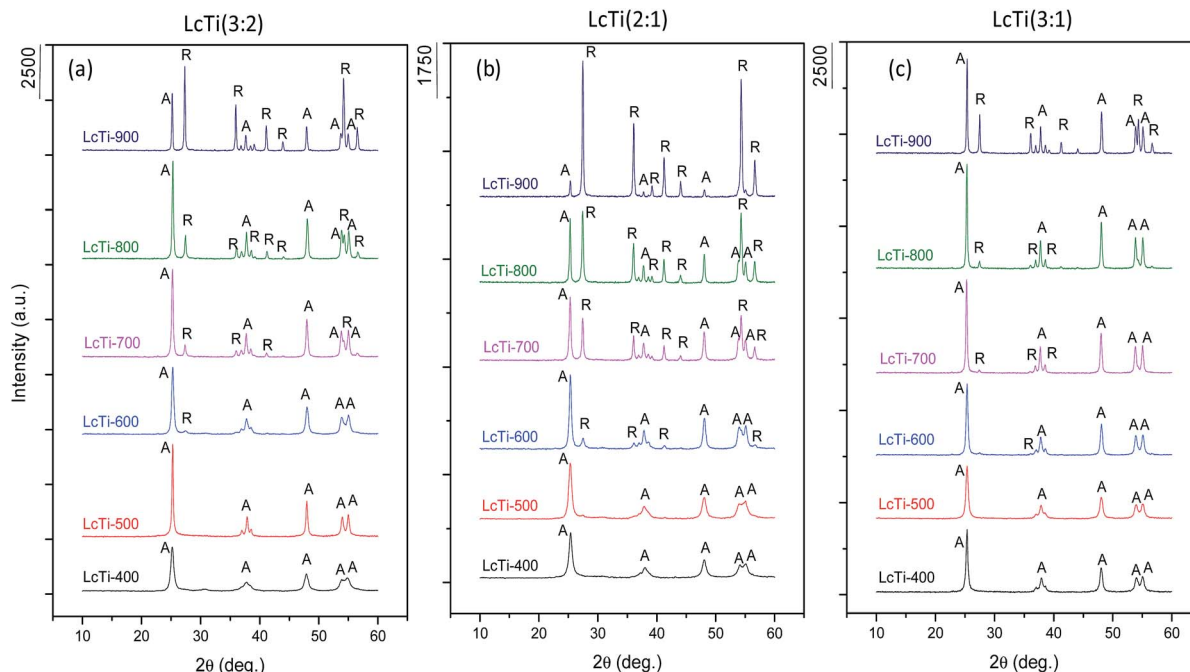 LcTi(3:2)
2500
(a)
R
R
A
R
A
A
R
R
A
A
R
LcTi-900
A
R
R
A
R
R
R
A
A
R
A
R
LcTi-800
A
R
R
A
R
A
A
R
A
LcTi-700
A
R
A
A
A
A
LcTi-600
A
A
A
A
A
LcTi-500
A
A
A
A
A
LcTi-400
10 20 30 40 50 60
2θ (deg.)
Intensity (a.u.)
LcTi(2:1)
1750
(b)
R
R
R
R
R
R
A
A
R
A
LcTi-900
A
R
R
A
R
R
R
A
R
A
A
R
LcTi-800
A
R
R
A
R
R
A
R
A
A
R
LcTi-700
A
R
R
A
R
A
A
A
R
LcTi-600
A
A
A
A
A
LcTi-500
A
A
A
A
A
LcTi-400
10 20 30 40 50 60
2θ (deg.)
LcTi(3:1)
2500
(c)
A
R
R
A
R
A
A
R
A
R
LcTi-900
A
R
R
A
R
A
A
A
LcTi-800
A
R
R
A
R
A
A
A
LcTi-700
A
R
A
A
A
A
LcTi-600
A
A
A
A
A
LcTi-500
A
A
A
A
A
LcTi-400
10 20 30 40 50 60
2θ (deg.)